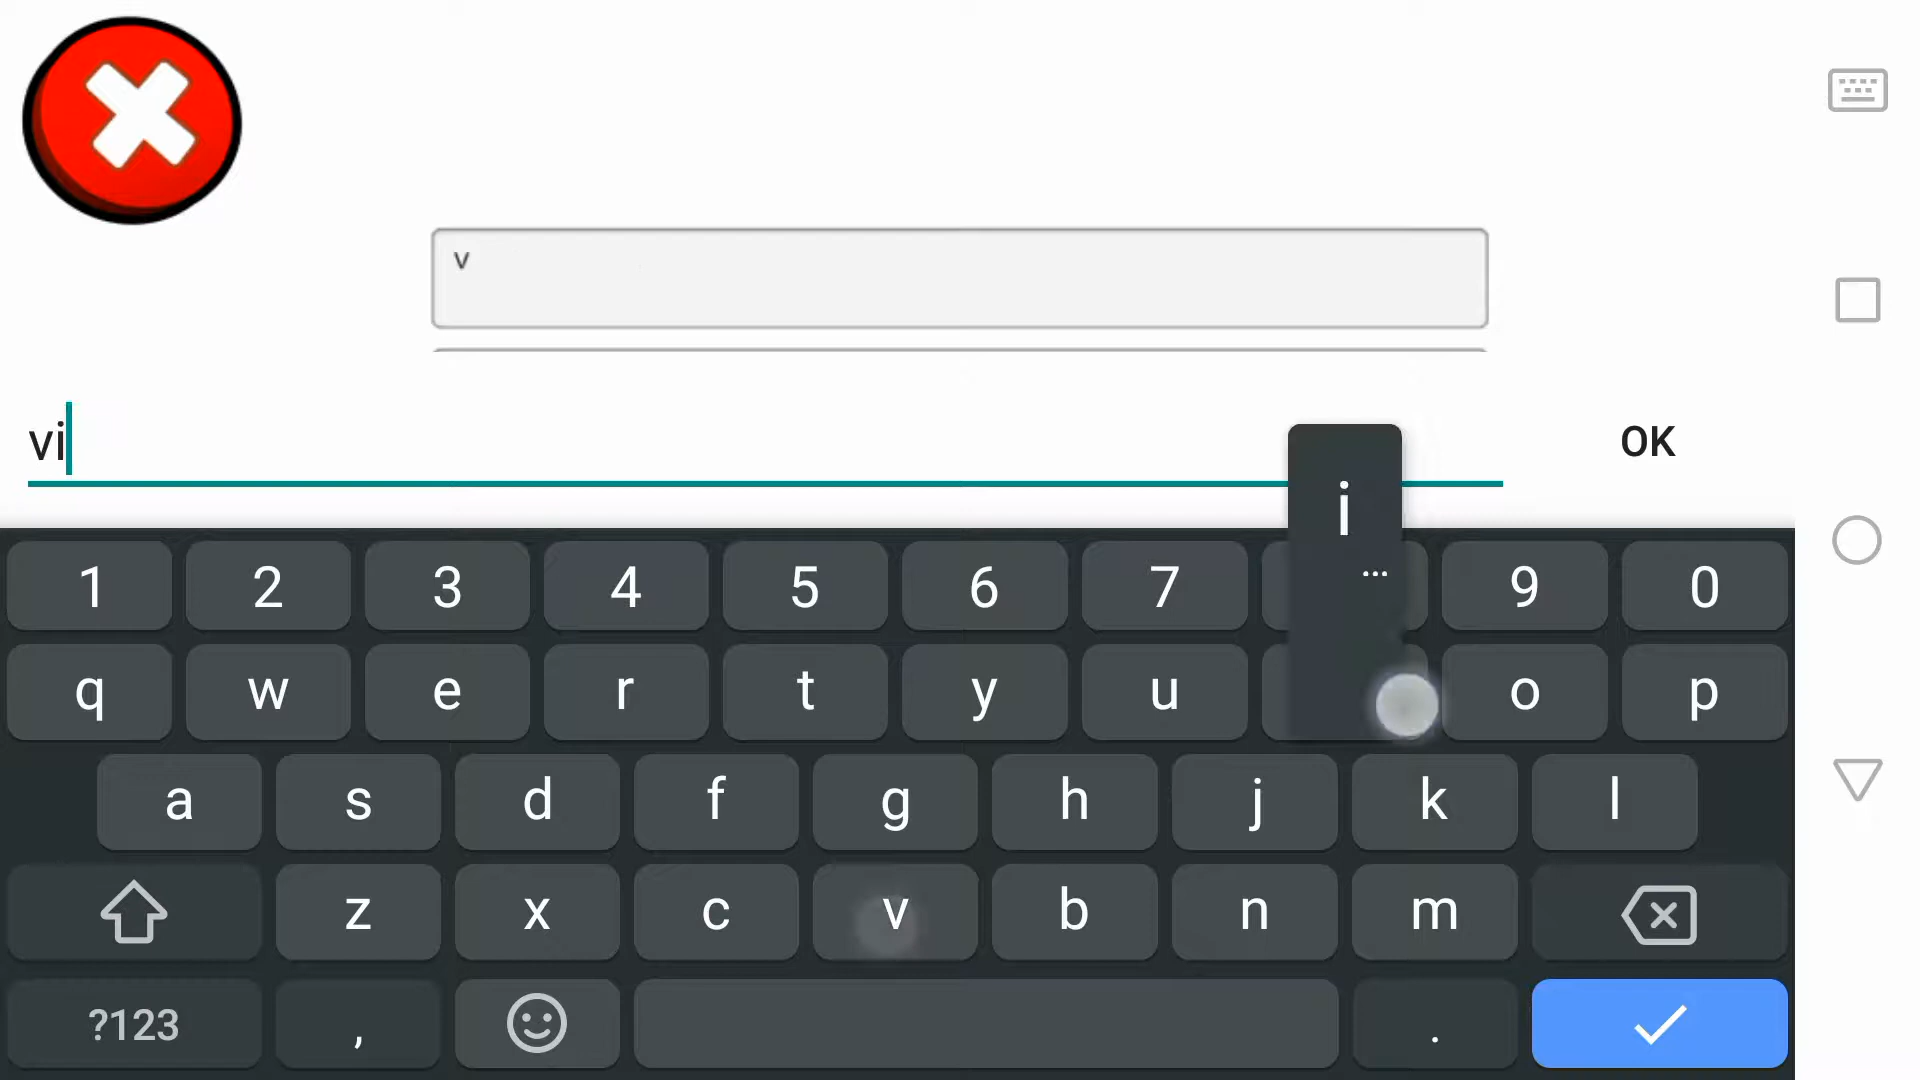 v
vi
OK
i
...
1 2 3 4 5 6 7 9 0
q w e r t y u o p
a s d f g h j k l
z x c v b n m
?123 , .